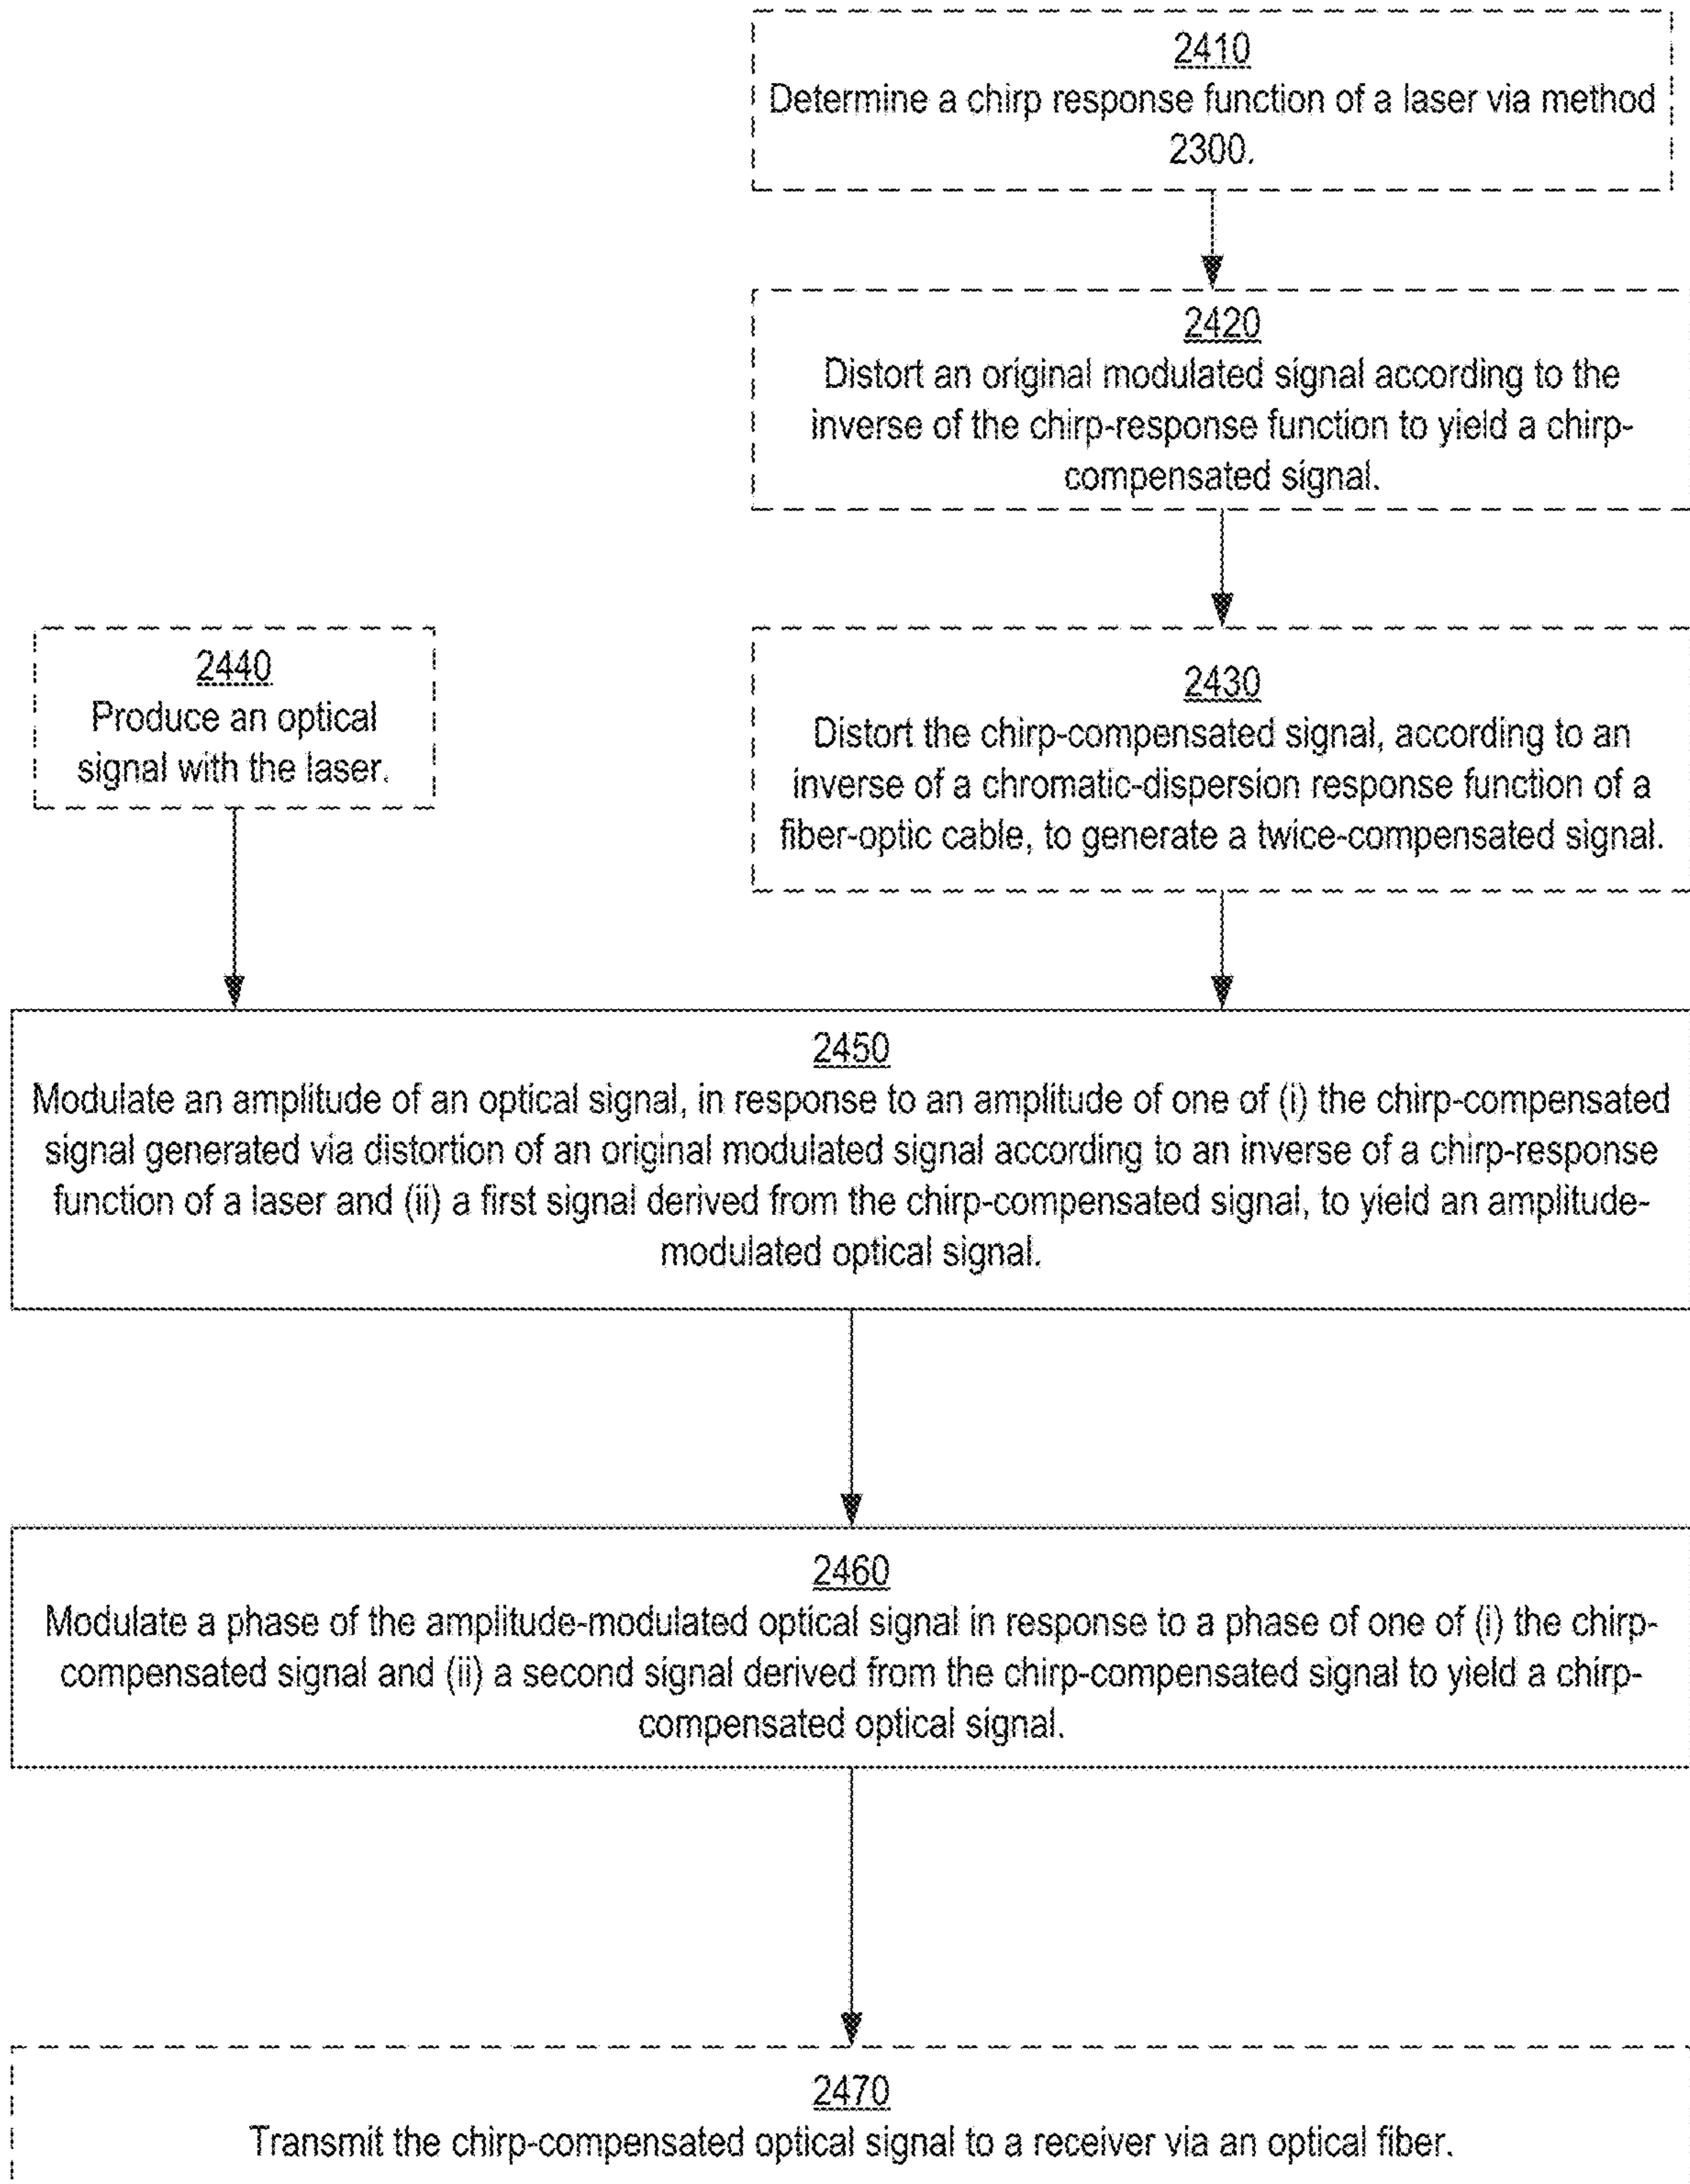 2410
Determine a chirp response function of a laser via method
2300.
2420
Distort an original modulated signal according to the
inverse of the chirp-response function to yield a chirp-
compensated signal.
2440
Produce an optical
signal with the laser.
2430
Distort the chirp-compensated signal, according to an
inverse of a chromatic-dispersion response function of a
fiber-optic cable, to generate a twice-compensated signal.
2450
Modulate an amplitude of an optical signal, in response to an amplitude of one of (i) the chirp-compensated
signal generated via distortion of an original modulated signal according to an inverse of a chirp-response
function of a laser and (ii) a first signal derived from the chirp-compensated signal, to yield an amplitude-
modulated optical signal.
2460
Modulate a phase of the amplitude-modulated optical signal in response to a phase of one of (i) the chirp-
compensated signal and (ii) a second signal derived from the chirp-compensated signal to yield a chirp-
compensated optical signal.
2470
Transmit the chirp-compensated optical signal to a receiver via an optical fiber.